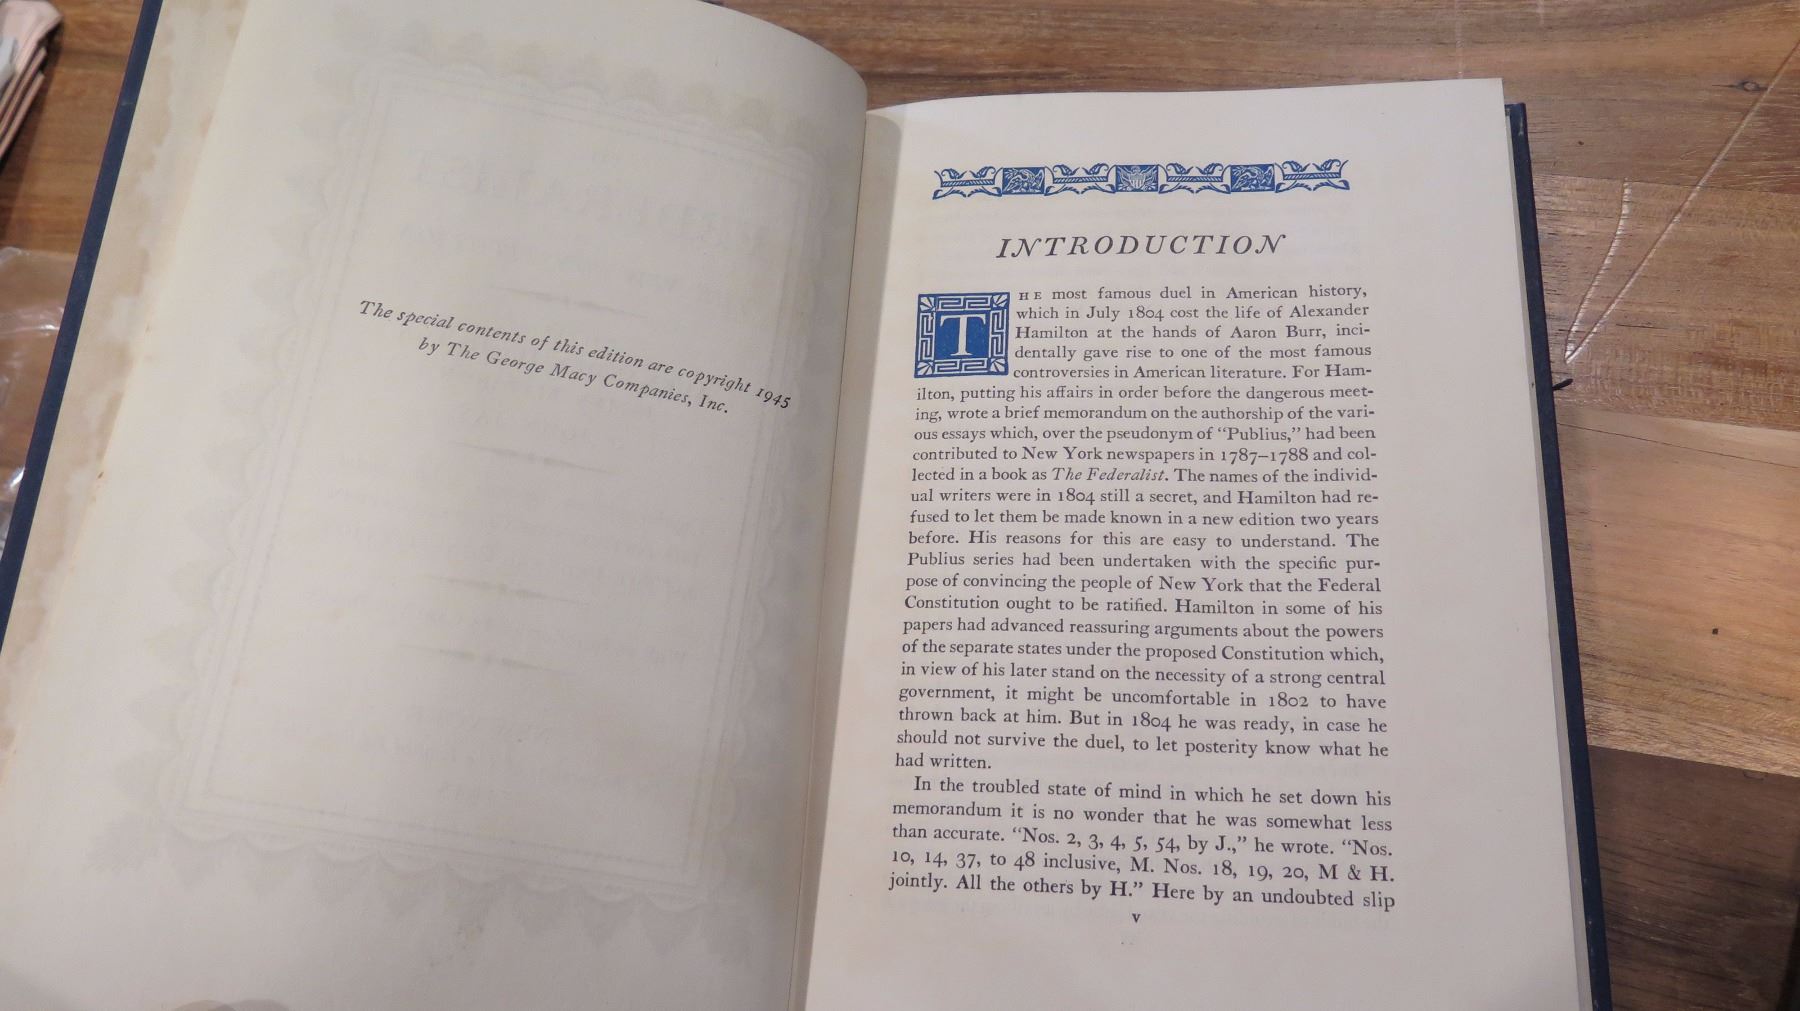 The special contents of this edition are copyright 1945
by The George Macy Companies, Inc.
INTRODUCTION
THE most famous duel in American history,
which in July 1804 cost the life of Alexander
Hamilton at the hands of Aaron Burr, inci-
dentally gave rise to one of the most famous
controversies in American literature. For Ham-
ilton, putting his affairs in order before the dangerous meet-
ing, wrote a brief memorandum on the authorship of the vari-
ous essays which, over the pseudonym of “Publius,” had been
contributed to New York newspapers in 1787–1788 and col-
lected in a book as The Federalist. The names of the individ-
ual writers were in 1804 still a secret, and Hamilton had re-
fused to let them be made known in a new edition two years
before. His reasons for this are easy to understand. The
Publius series had been undertaken with the specific pur-
pose of convincing the people of New York that the Federal
Constitution ought to be ratified. Hamilton in some of his
papers had advanced reassuring arguments about the powers
of the separate states under the proposed Constitution which,
in view of his later stand on the necessity of a strong central
government, it might be uncomfortable in 1802 to have
thrown back at him. But in 1804 he was ready, in case he
should not survive the duel, to let posterity know what he
had written.
In the troubled state of mind in which he set down his
memorandum it is no wonder that he was somewhat less
than accurate. “Nos. 2, 3, 4, 5, 54, by J.,” he wrote. “Nos.
10, 14, 37, to 48 inclusive, M. Nos. 18, 19, 20, M & H.
jointly. All the others by H.” Here by an undoubted slip
v